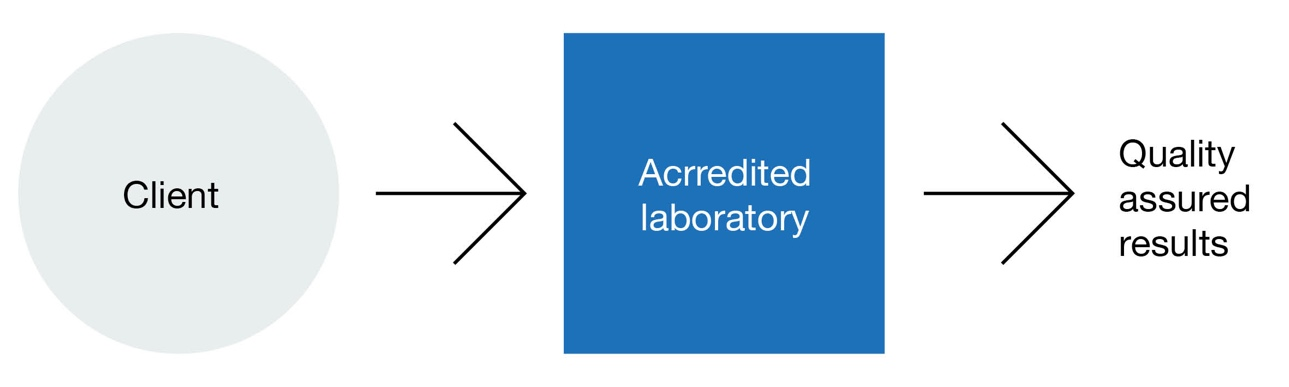 Client
Acrredited
laboratory
Quality
assured
results